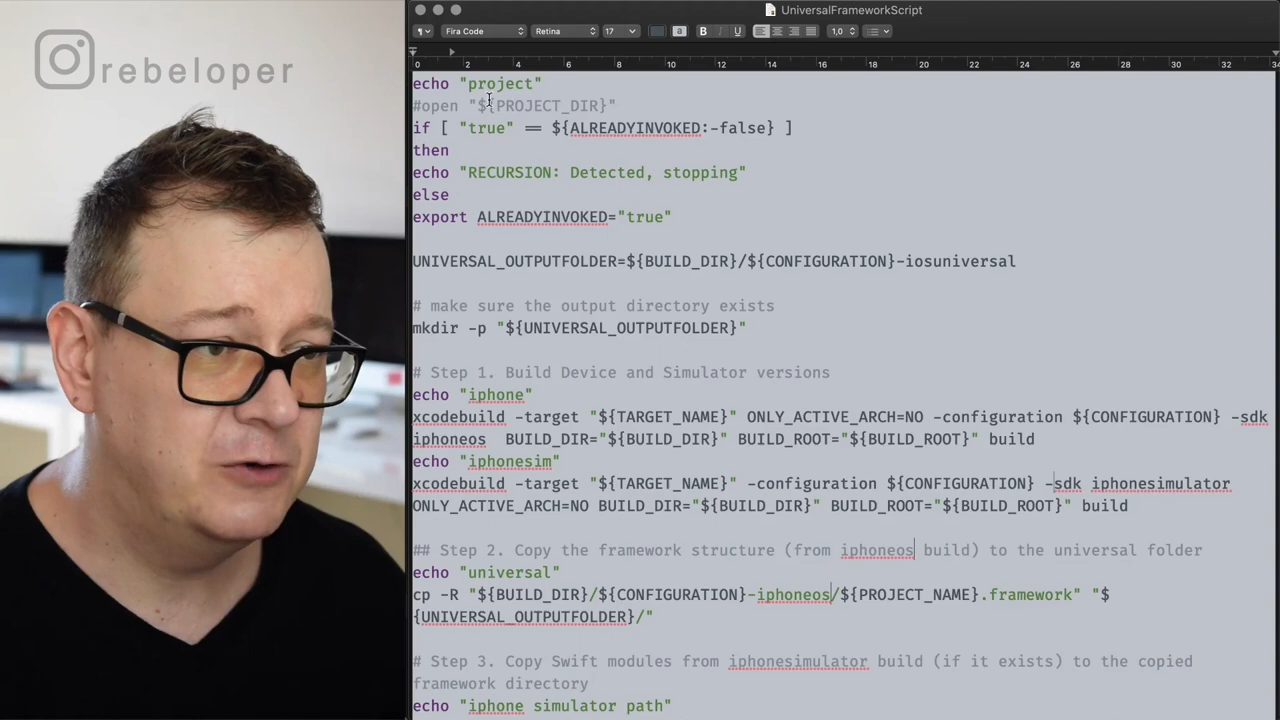 rebeloper
UniversalFrameworkScript
Fira Code Retina 17 B I U 1,0
0 2 4 6 8 10 12 14 16 18 20 22 24 26 28 30 32 34
echo "project"
#open "${PROJECT_DIR}"
if [ "true" == ${ALREADYINVOKED:-false} ]
then
echo "RECURSION: Detected, stopping"
else
export ALREADYINVOKED="true"
UNIVERSAL_OUTPUTFOLDER=${BUILD_DIR}/${CONFIGURATION}-iosuniversal
# make sure the output directory exists
mkdir -p "${UNIVERSAL_OUTPUTFOLDER}"
# Step 1. Build Device and Simulator versions
echo "iphone"
xcodebuild -target "${TARGET_NAME}" ONLY_ACTIVE_ARCH=NO -configuration ${CONFIGURATION} -sdk
iphoneos  BUILD_DIR="${BUILD_DIR}" BUILD_ROOT="${BUILD_ROOT}" build
echo "iphonesim"
xcodebuild -target "${TARGET_NAME}" -configuration ${CONFIGURATION} -sdk iphonesimulator
ONLY_ACTIVE_ARCH=NO BUILD_DIR="${BUILD_DIR}" BUILD_ROOT="${BUILD_ROOT}" build
## Step 2. Copy the framework structure (from iphoneos build) to the universal folder
echo "universal"
cp -R "${BUILD_DIR}/${CONFIGURATION}-iphoneos/${PROJECT_NAME}.framework" "$
{UNIVERSAL_OUTPUTFOLDER}/"
# Step 3. Copy Swift modules from iphonesimulator build (if it exists) to the copied
framework directory
echo "iphone simulator path"